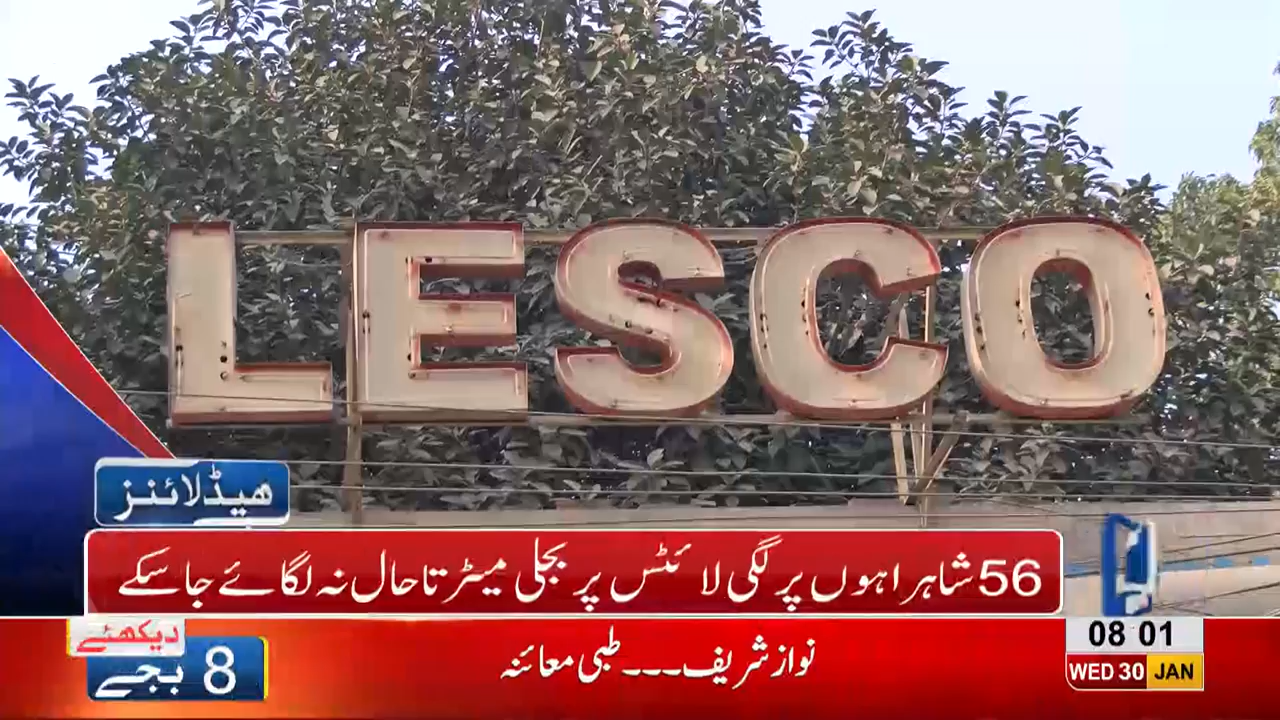 LESCO
ھیڈلائنز
56 شاہراہوں پر لگی لائٹس پر بجلی میٹر تاحال نہ لگائے جا سکے
دیکھئے
8 بجے
نواز شریف۔۔۔ طبی معائنہ
08 01
WED 30 JAN